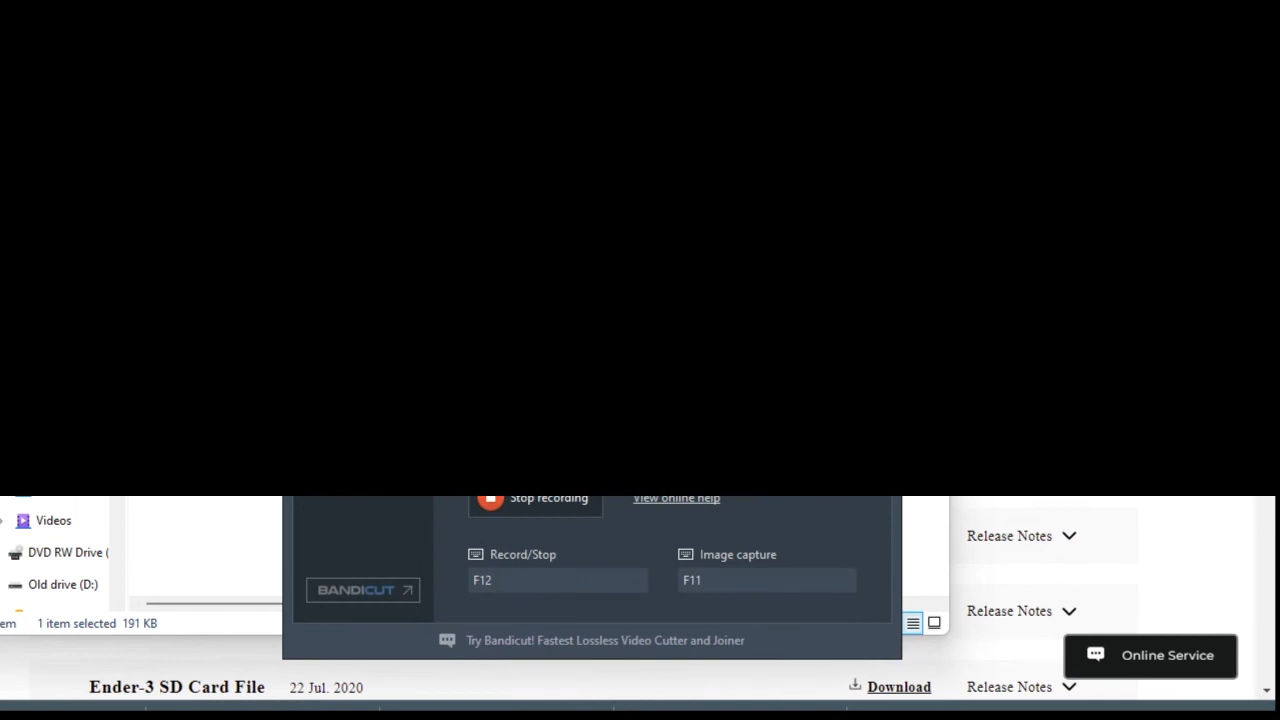 Stop recording
View online help
Videos
Release Notes
DVD RW Drive (
Record/Stop
Image capture
F12
F11
Old drive (D:)
BANDICUT
Release Notes
em
1 item selected 191 KB
Try Bandicut! Fastest Lossless Video Cutter and Joiner
Online Service
Ender-3 SD Card File 22 Jul. 2020
Download
Release Notes